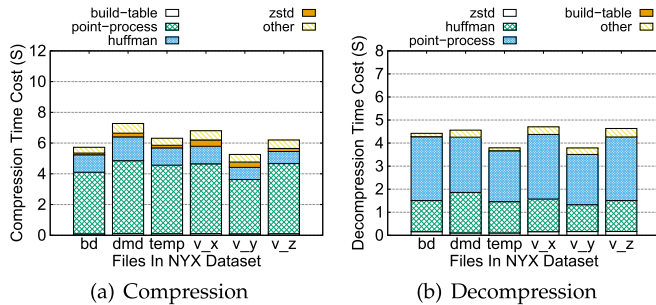 build-table
point-process
huffman
zstd
other
Compression Time Cost (S)
12
10
8
6
4
2
0
bd dmd temp v_x v_y v_z
Files In NYX Dataset
(a) Compression
zstd
huffman
point-process
build-table
other
Decompression Time Cost (S)
8
7
6
5
4
3
2
1
0
bd dmd temp v_x v_y v_z
Files In NYX Dataset
(b) Decompression